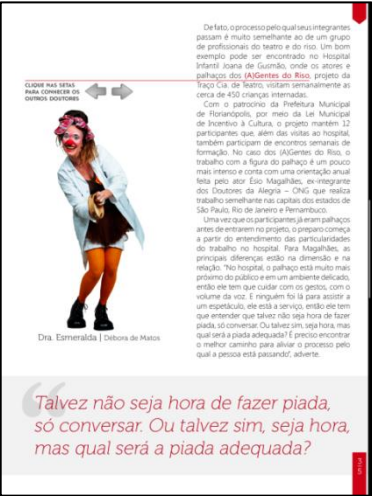 De fato, o processo pelo qual seus integrantes
passam é muito semelhante ao de um grupo
de profissionais do teatro e do riso. Um bom
exemplo pode ser encontrado no Hospital
Infantil Joana de Gusmão, onde os atores e
palhaços dos (A)Gentes do Riso, projeto da
Traço Cia. de Teatro, visitam semanalmente as
cerca de 450 crianças internadas.
CLIQUE NAS SETAS
PARA CONHECER OS
OUTROS DOUTORES
Com o patrocínio da Prefeitura Municipal
de Florianópolis, por meio da Lei Municipal
de Incentivo à Cultura, o projeto mantém 12
participantes que, além das visitas ao hospital,
também participam de encontros semanais de
formação. No caso dos (A)Gentes do Riso, o
trabalho com a figura do palhaço é um pouco
mais intenso e conta com uma orientação anual
feita pelo ator Ésio Magalhães, ex-integrante
dos Doutores da Alegria – ONG que realiza
trabalho semelhante nas capitais dos estados de
São Paulo, Rio de Janeiro e Pernambuco.
Uma vez que os participantes já eram palhaços
antes de entrarem no projeto, o preparo começa
a partir do entendimento das particularidades
do trabalho no hospital. Para Magalhães, as
principais diferenças estão na dimensão e na
relação. "No hospital, o palhaço está muito mais
próximo do público e em um ambiente delicado,
então ele tem que cuidar com os gestos, com o
volume da voz. E ninguém foi lá para assistir a
um espetáculo, ele está a serviço, então ele tem
que entender que talvez não seja hora de fazer
piada, só conversar. Ou talvez sim, seja hora, mas
qual será a piada adequada? É preciso encontrar
o melhor caminho para aliviar o processo pelo
qual a pessoa está passando", adverte.
Dra. Esmeralda | Débora de Matos
Talvez não seja hora de fazer piada,
só conversar. Ou talvez sim, seja hora,
mas qual será a piada adequada?